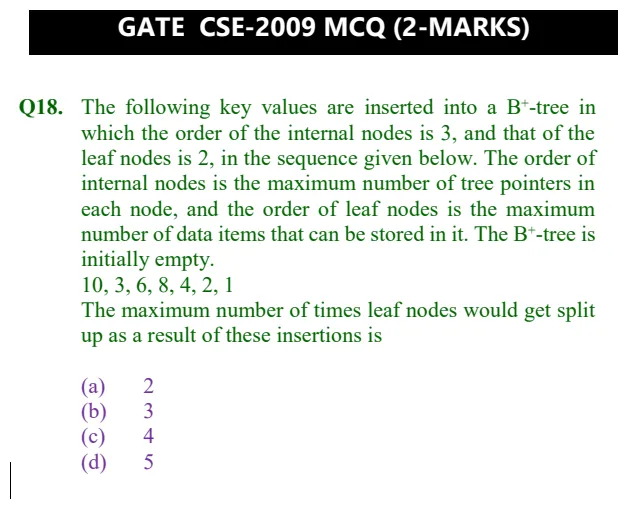 GATE CSE-2009 MCQ (2-MARKS)
Q18. The following key values are inserted into a B+-tree in
which the order of the internal nodes is 3, and that of the
leaf nodes is 2, in the sequence given below. The order of
internal nodes is the maximum number of tree pointers in
each node, and the order of leaf nodes is the maximum
number of data items that can be stored in it. The B+-tree is
initially empty.
10, 3, 6, 8, 4, 2, 1
The maximum number of times leaf nodes would get split
up as a result of these insertions is
(a) 2
(b) 3
(c) 4
(d) 5